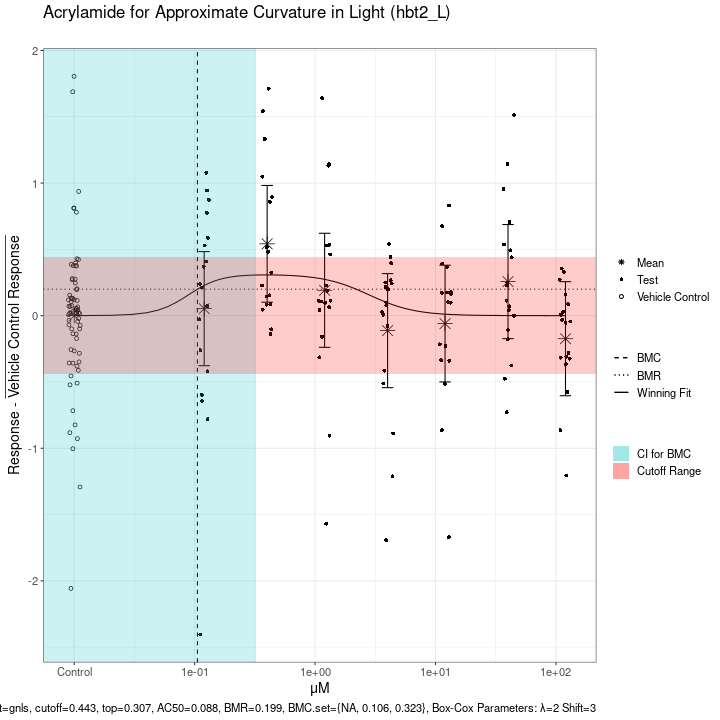 Acrylamide for Approximate Curvature in Light (hbt2_L)
Response - Vehicle Control Response
2
1
0
-1
-2
Control
1e-01
1e+00
1e+01
1e+02
μM
Mean
Test
Vehicle Control
BMC
BMR
Winning Fit
CI for BMC
Cutoff Range
t=gnls, cutoff=0.443, top=0.307, AC50=0.088, BMR=0.199, BMC.set={NA, 0.106, 0.323}, Box-Cox Parameters: λ=2 Shift=3